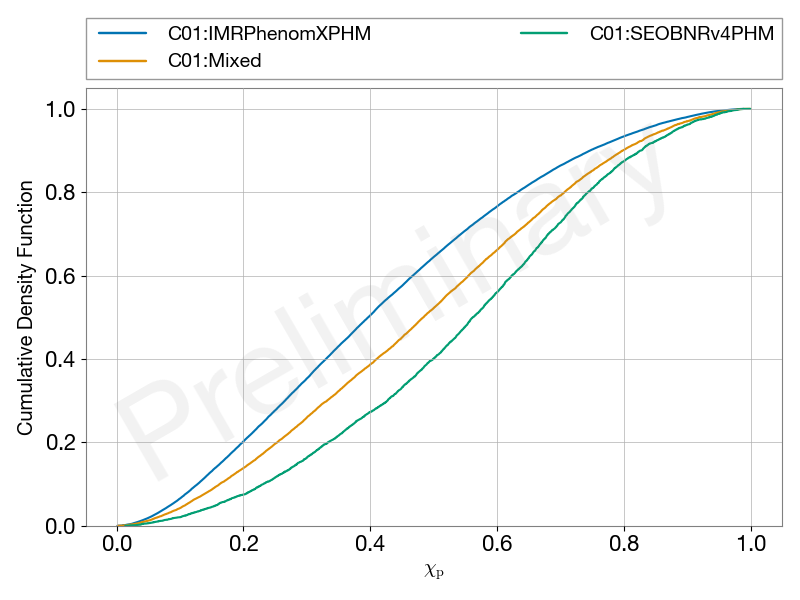 C01:IMRPhenomXPHM
C01:Mixed
C01:SEOBNRv4PHM
Cumulative Density Function
1.0
0.8
0.6
0.4
0.2
0.0
Preliminary
0.0 0.2 0.4 0.6 0.8 1.0
χp